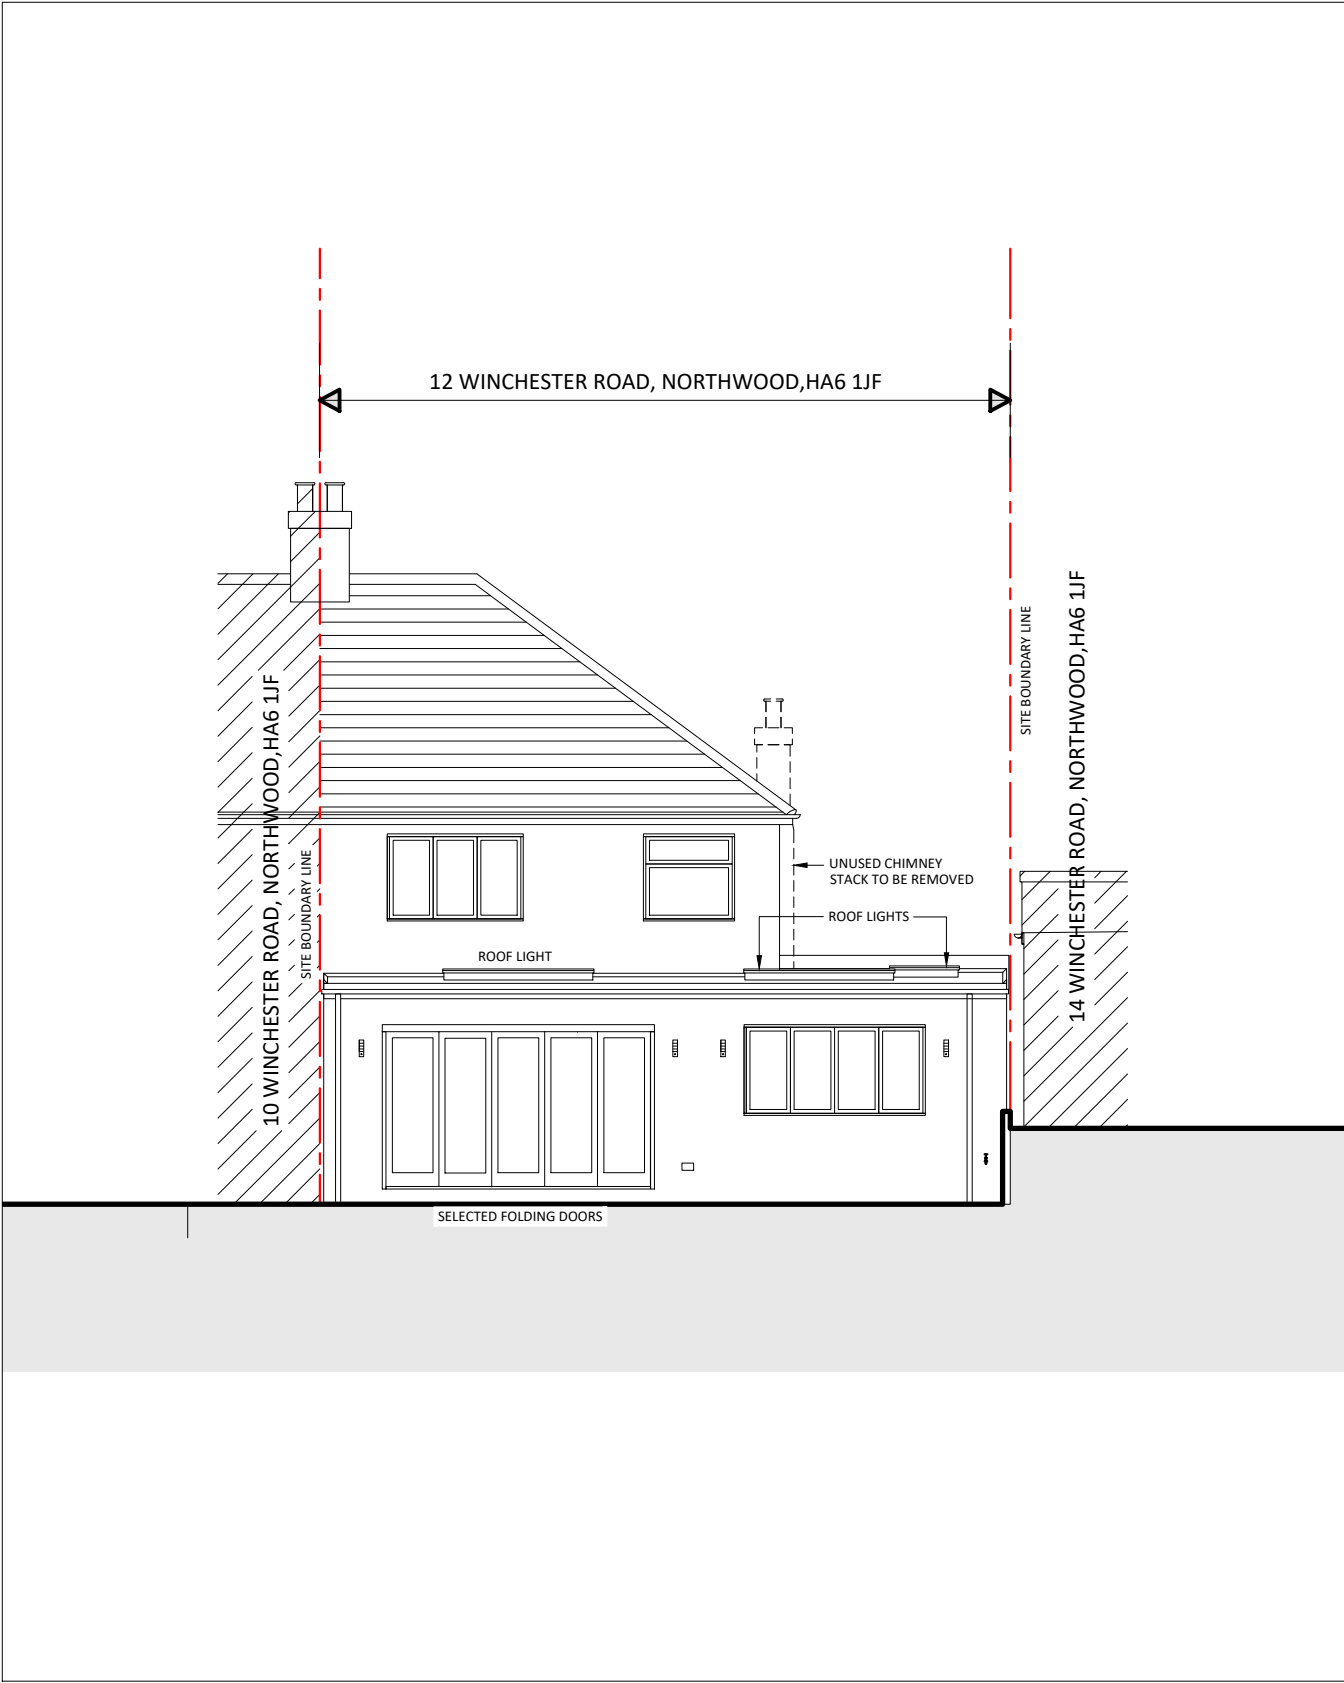 12 WINCHESTER ROAD, NORTHWOOD,HA6 1JF
10 WINCHESTER ROAD, NORTHWOOD,HA6 1JF
SITE BOUNDARY LINE
SITE BOUNDARY LINE
14 WINCHESTER ROAD, NORTHWOOD,HA6 1JF
UNUSED CHIMNEY
STACK TO BE REMOVED
ROOF LIGHTS
ROOF LIGHT
SELECTED FOLDING DOORS